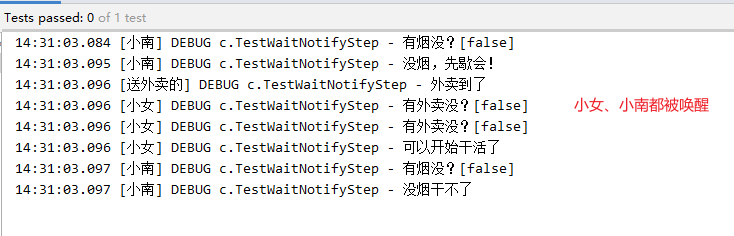 Tests passed: 0 of 1 test
14:31:03.084 [小南] DEBUG c.TestWaitNotifyStep - 有烟没？[false]
14:31:03.095 [小南] DEBUG c.TestWaitNotifyStep - 没烟，先歇会！
14:31:03.096 [送外卖的] DEBUG c.TestWaitNotifyStep - 外卖到了
14:31:03.096 [小女] DEBUG c.TestWaitNotifyStep - 有外卖没？[false]
小女、小南都被唤醒
14:31:03.096 [小女] DEBUG c.TestWaitNotifyStep - 有外卖没？[false]
14:31:03.096 [小女] DEBUG c.TestWaitNotifyStep - 可以开始干活了
14:31:03.097 [小南] DEBUG c.TestWaitNotifyStep - 有烟没？[false]
14:31:03.097 [小南] DEBUG c.TestWaitNotifyStep - 没烟干不了